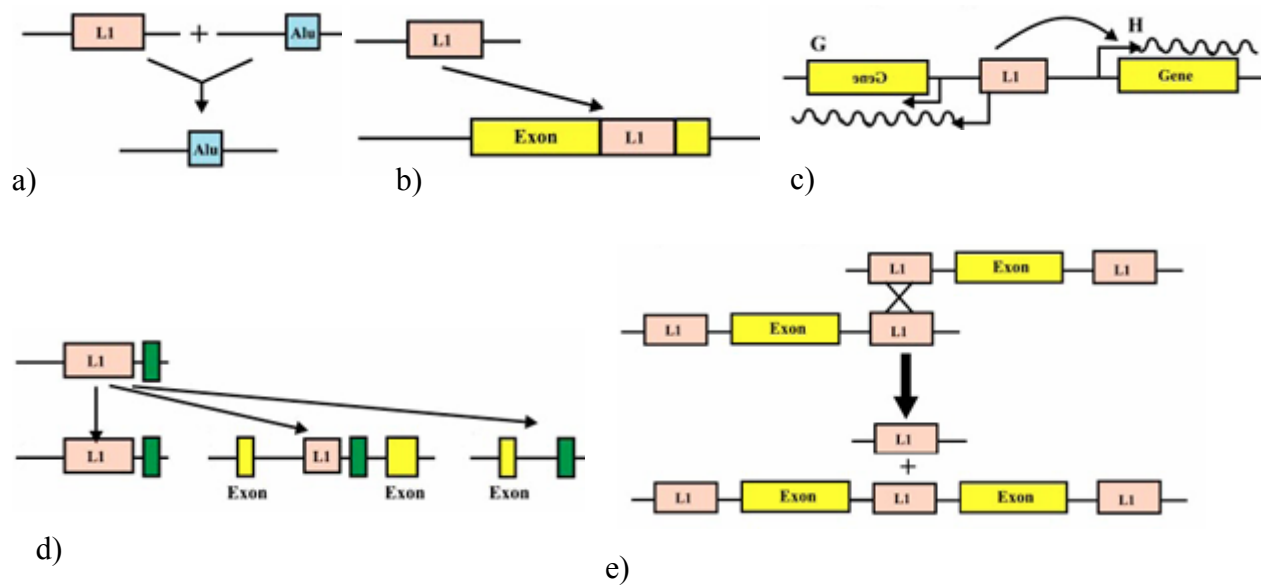 L1 + Alu
Alu
a)
L1
Exon L1
b)
G H
Gene L1 Gene
c)
L1
L1 L1
Exon Exon Exon
d)
L1 Exon L1
L1 Exon L1
L1
+
L1 Exon L1 Exon L1
e)